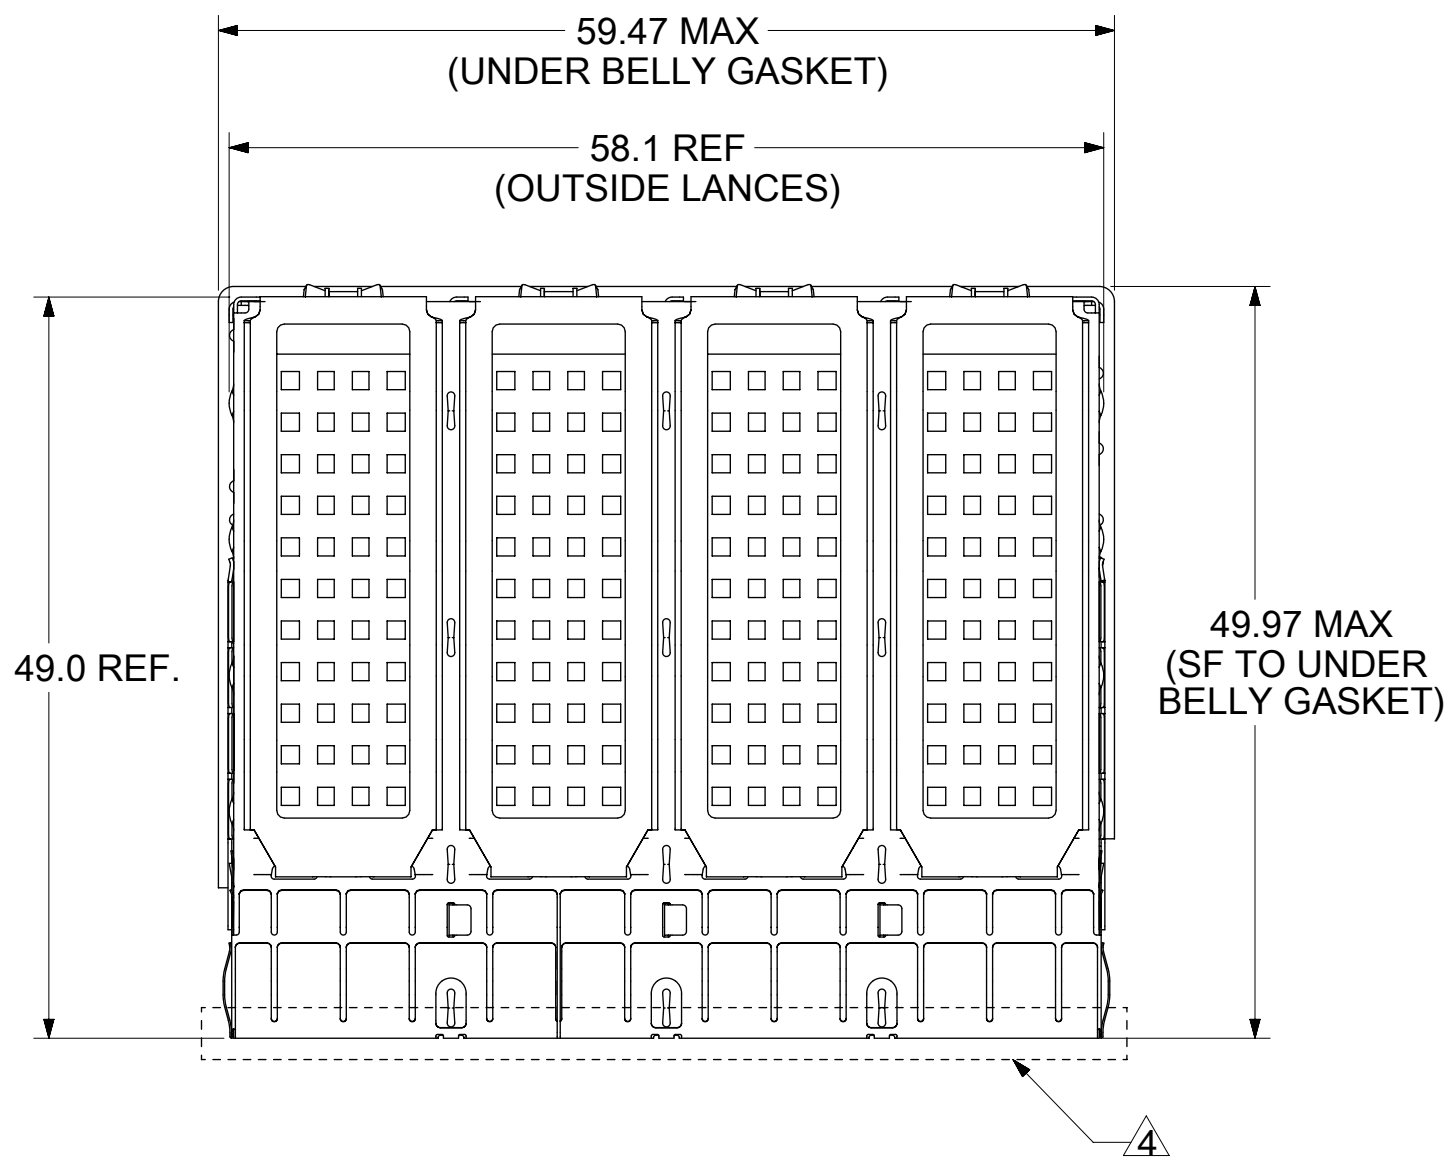 59.47 MAX
(UNDER BELLY GASKET)
58.1 REF
(OUTSIDE LANCES)
49.0 REF.
49.97 MAX
(SF TO UNDER
BELLY GASKET)
4